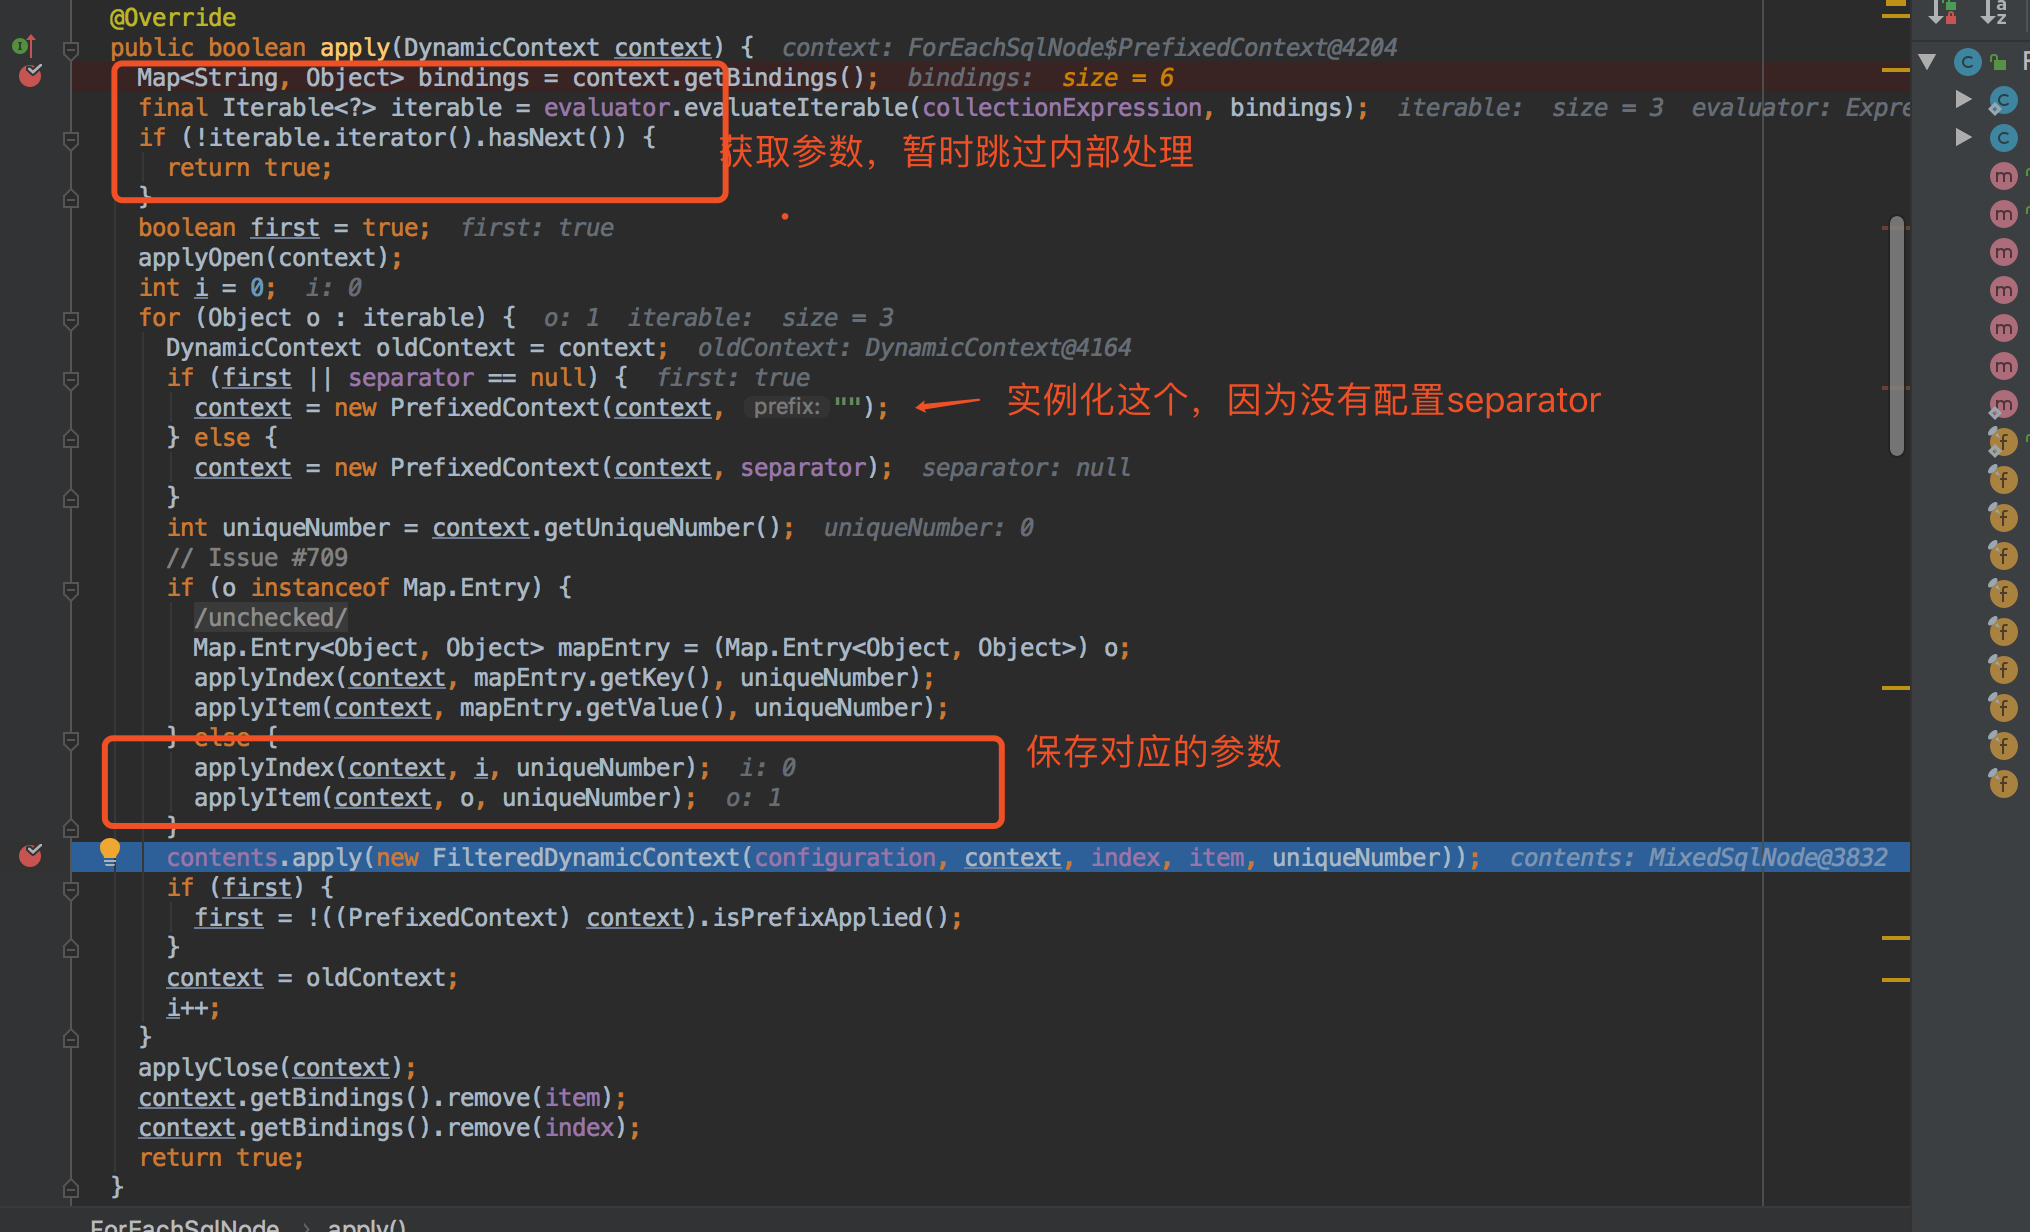 @Override
public boolean apply(DynamicContext context) {  context: ForEachSqlNode$PrefixedContext@4204
Map<String, Object> bindings = context.getBindings();  bindings:  size = 6
final Iterable<?> iterable = evaluator.evaluateIterable(collectionExpression, bindings);  iterable:  size = 3  evaluator: Expre
if (!iterable.iterator().hasNext()) {
获取参数，暂时跳过内部处理
return true;
}
boolean first = true;  first: true
applyOpen(context);
int i = 0;  i: 0
for (Object o : iterable) {  o: 1  iterable:  size = 3
DynamicContext oldContext = context;  oldContext: DynamicContext@4164
if (first || separator == null) {  first: true
context = new PrefixedContext(context, prefix: "");
实例化这个，因为没有配置separator
} else {
context = new PrefixedContext(context, separator);  separator: null
}
int uniqueNumber = context.getUniqueNumber();  uniqueNumber: 0
// Issue #709
if (o instanceof Map.Entry) {
/unchecked/
Map.Entry<Object, Object> mapEntry = (Map.Entry<Object, Object>) o;
applyIndex(context, mapEntry.getKey(), uniqueNumber);
applyItem(context, mapEntry.getValue(), uniqueNumber);
} else {
保存对应的参数
applyIndex(context, i, uniqueNumber);  i: 0
applyItem(context, o, uniqueNumber);  o: 1
}
contents.apply(new FilteredDynamicContext(configuration, context, index, item, uniqueNumber));  contents: MixedSqlNode@3832
if (first) {
first = !((PrefixedContext) context).isPrefixApplied();
}
context = oldContext;
i++;
}
applyClose(context);
context.getBindings().remove(item);
context.getBindings().remove(index);
return true;
}
ForEachSqlNode › apply()